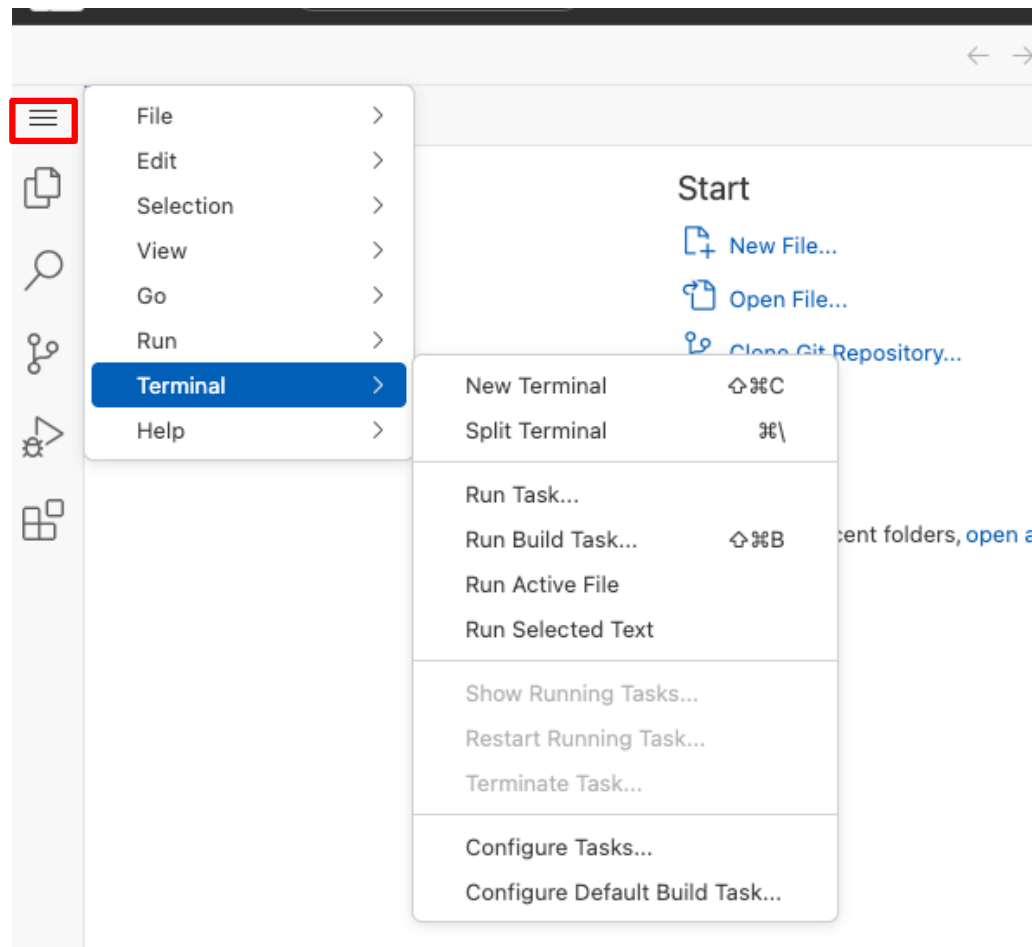 File
Edit
Selection
View
Go
Run
Terminal
Help
Start
New File...
Open File...
Clone Git Repository...
New Terminal ⇧⌘C
Split Terminal ⌘\
Run Task...
Run Build Task... ⇧⌘B
Run Active File
Run Selected Text
Show Running Tasks...
Restart Running Task...
Terminate Task...
Configure Tasks...
Configure Default Build Task...
cent folders, open a